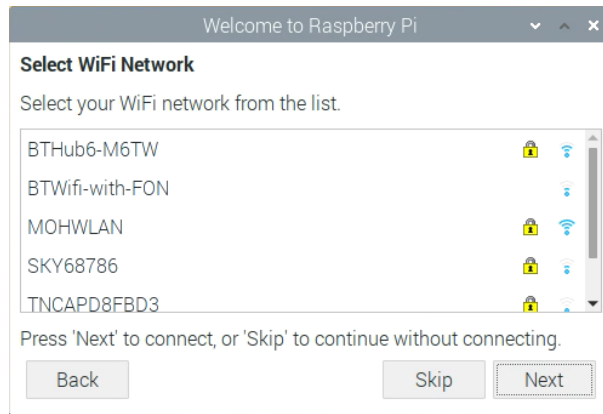 Welcome to Raspberry Pi
Select WiFi Network
Select your WiFi network from the list.
BTHub6-M6TW
BTWifi-with-FON
MOHWLAN
SKY68786
TNCAPD8FBD3
Press 'Next' to connect, or 'Skip' to continue without connecting.
Back Skip Next